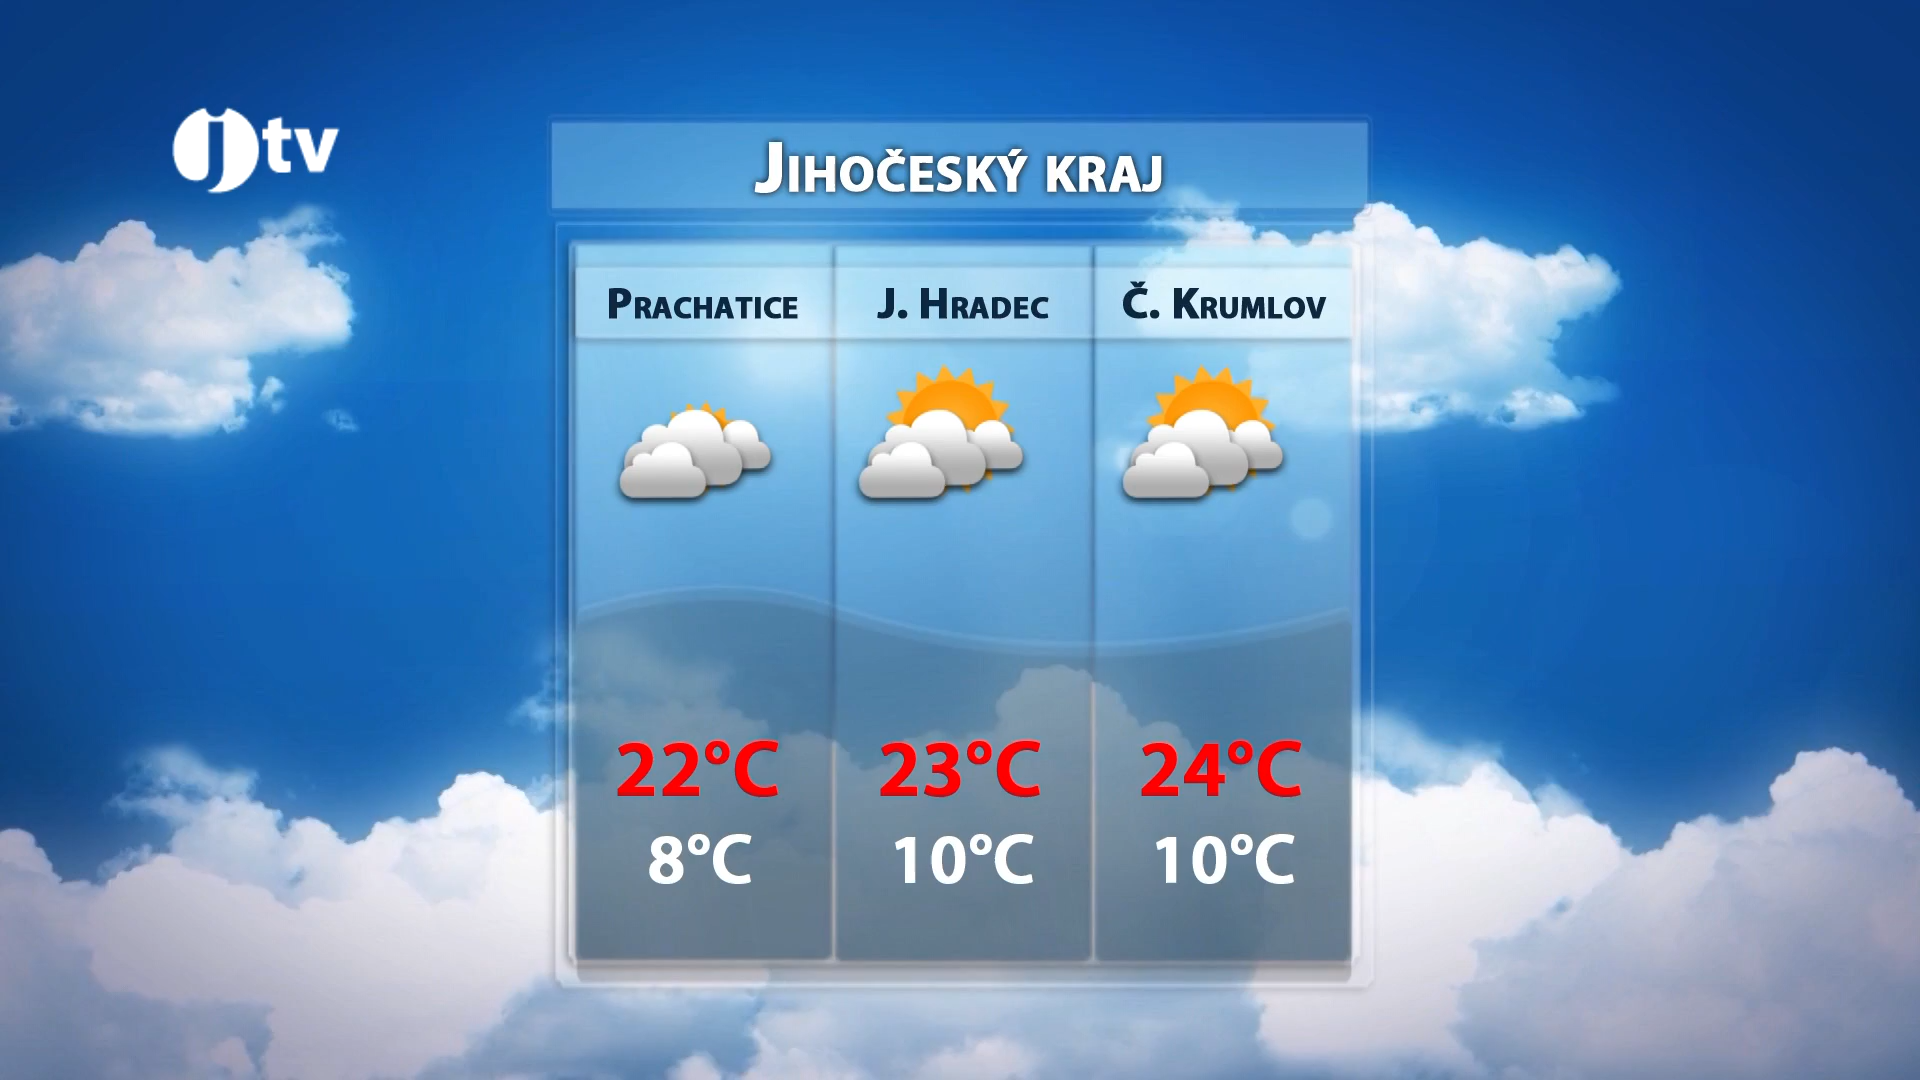 jtv
Jihočeský kraj
Prachatice
J. Hradec
Č. Krumlov
22°C
23°C
24°C
8°C
10°C
10°C